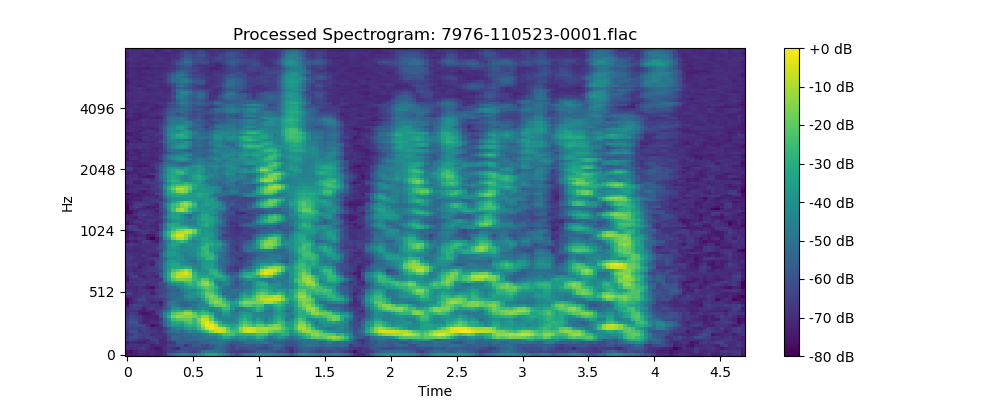 Processed Spectrogram: 7976-110523-0001.flac
Hz
4096
2048
1024
512
0
0 0.5 1 1.5 2 2.5 3 3.5 4 4.5
Time
+0 dB
-10 dB
-20 dB
-30 dB
-40 dB
-50 dB
-60 dB
-70 dB
-80 dB